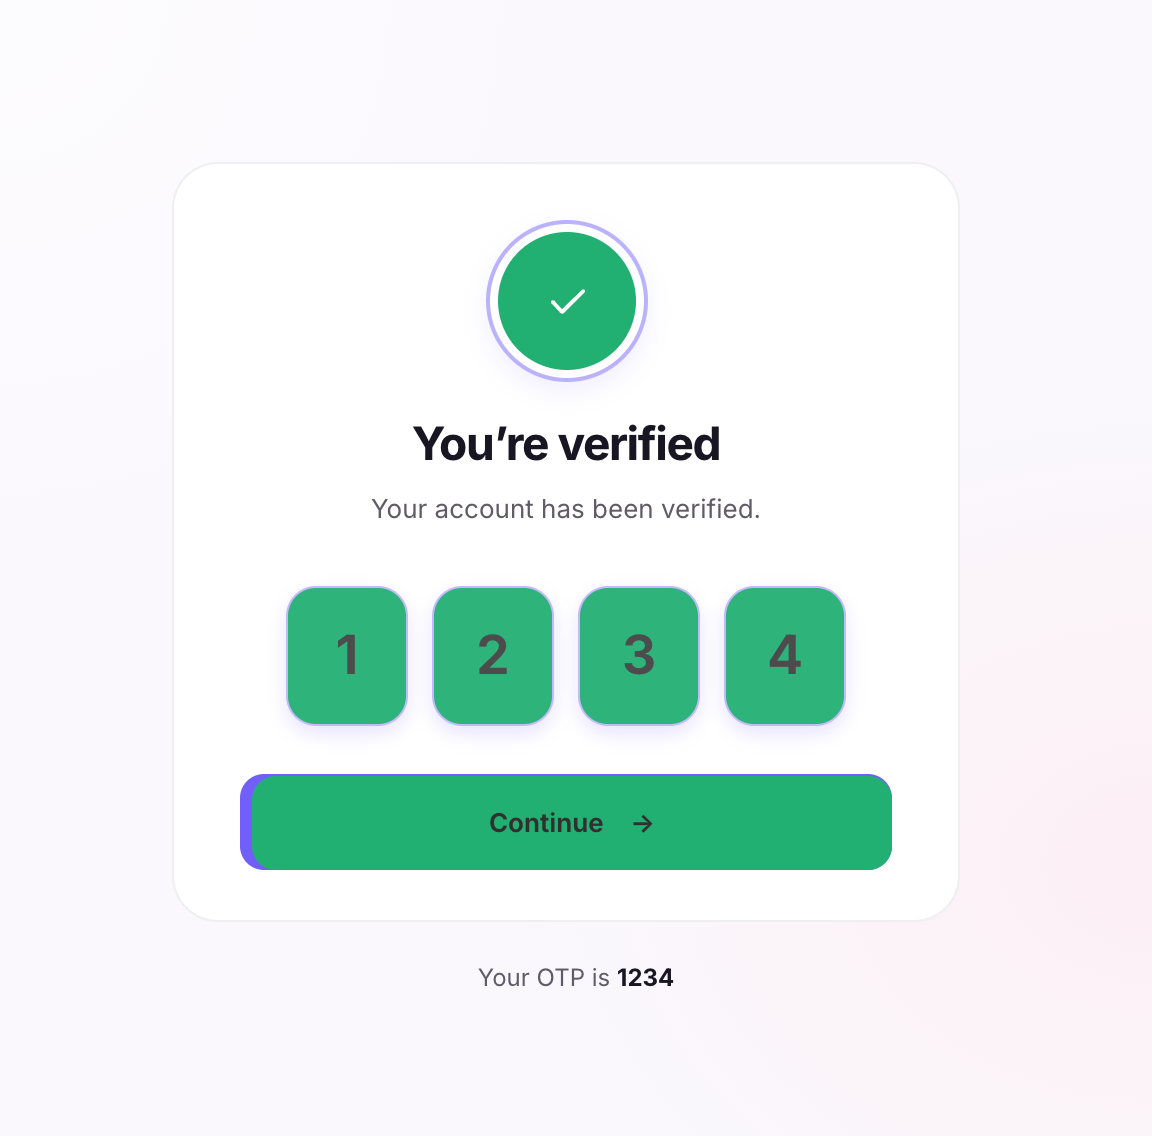 You’re verified
Your account has been verified.
1 2 3 4
Continue →
Your OTP is 1234